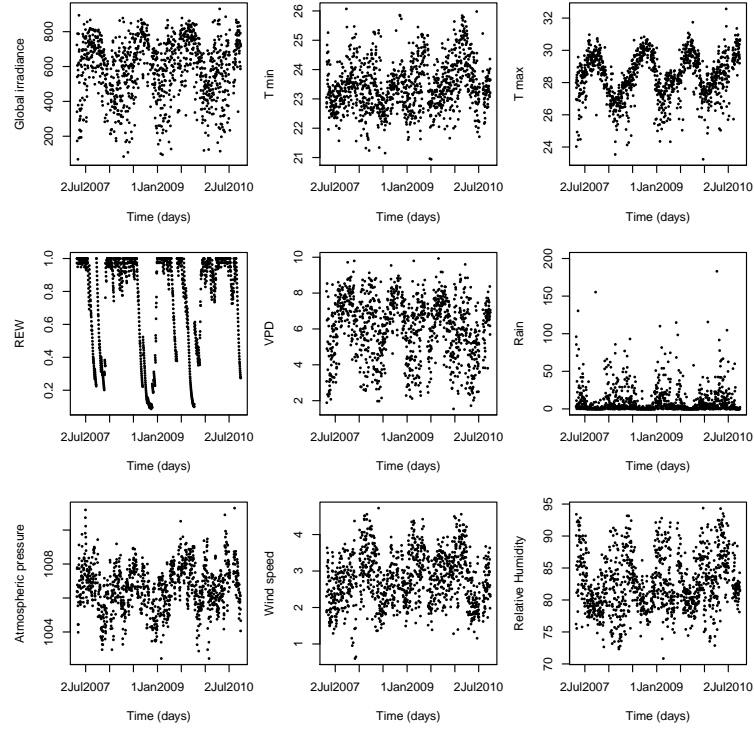 Global irradiance
200 400 600 800
2Jul2007 1Jan2009 2Jul2010
Time (days)
T min
21 22 23 24 25 26
2Jul2007 1Jan2009 2Jul2010
Time (days)
T max
24 26 28 30 32
2Jul2007 1Jan2009 2Jul2010
Time (days)
REW
0.2 0.4 0.6 0.8 1.0
2Jul2007 1Jan2009 2Jul2010
Time (days)
VPD
2 4 6 8 10
2Jul2007 1Jan2009 2Jul2010
Time (days)
Rain
0 50 100 150 200
2Jul2007 1Jan2009 2Jul2010
Time (days)
Atmospheric pressure
1004 1008
2Jul2007 1Jan2009 2Jul2010
Time (days)
Wind speed
1 2 3 4
2Jul2007 1Jan2009 2Jul2010
Time (days)
Relative Humidity
70 75 80 85 90 95
2Jul2007 1Jan2009 2Jul2010
Time (days)